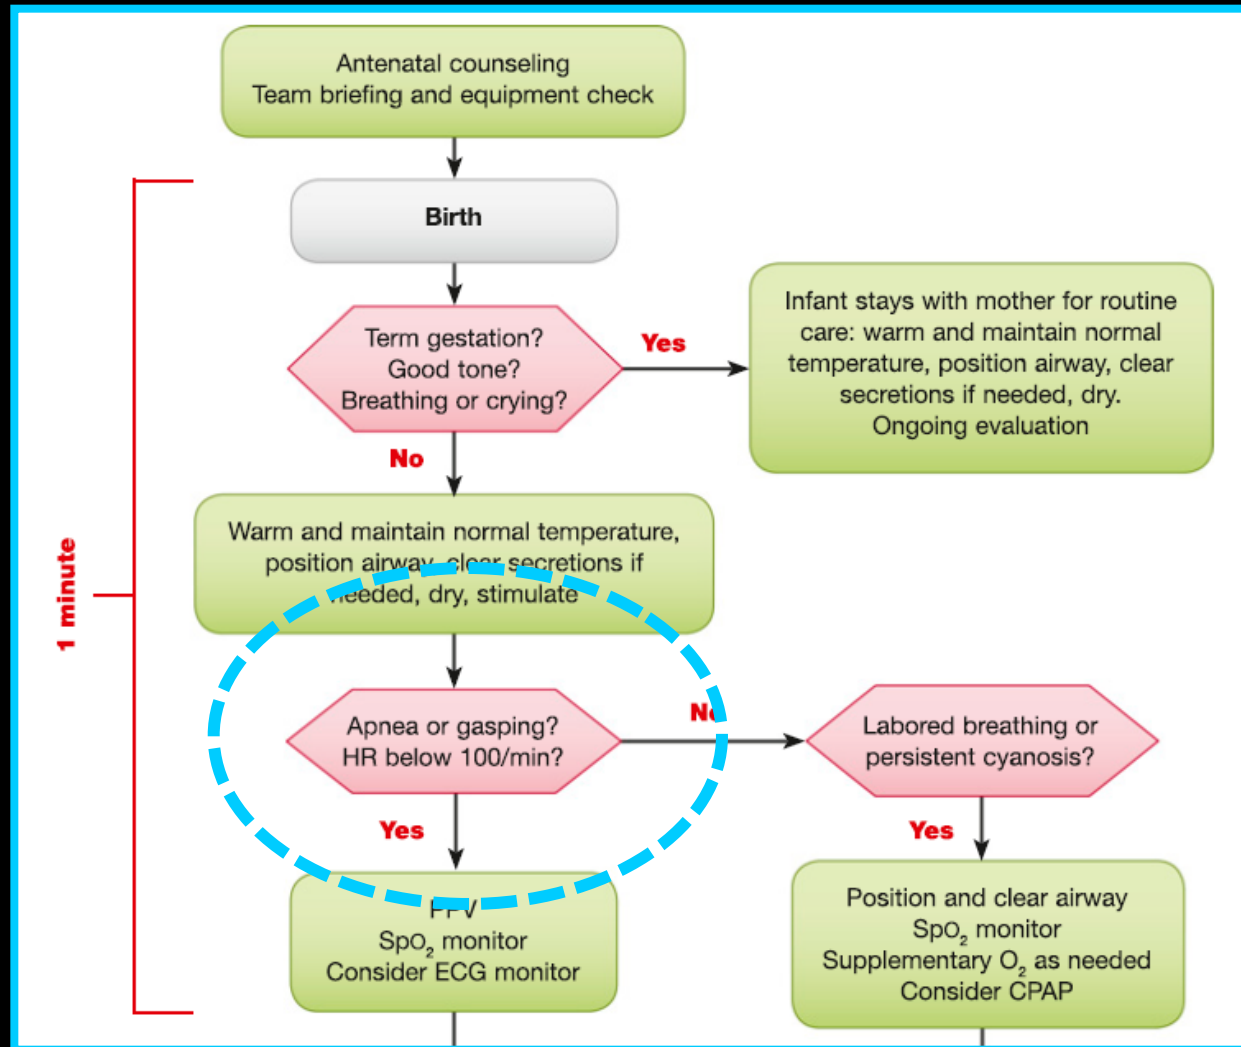 Antenatal counseling
Team briefing and equipment check
Birth
Term gestation?
Good tone?
Breathing or crying?
Yes
Infant stays with mother for routine
care: warm and maintain normal
temperature, position airway, clear
secretions if needed, dry.
Ongoing evaluation
No
Warm and maintain normal temperature,
position airway, clear secretions if
needed, dry, stimulate
1 minute
Apnea or gasping?
HR below 100/min?
No
Labored breathing or
persistent cyanosis?
Yes
Yes
PPV
SpO₂ monitor
Consider ECG monitor
Position and clear airway
SpO₂ monitor
Supplementary O₂ as needed
Consider CPAP